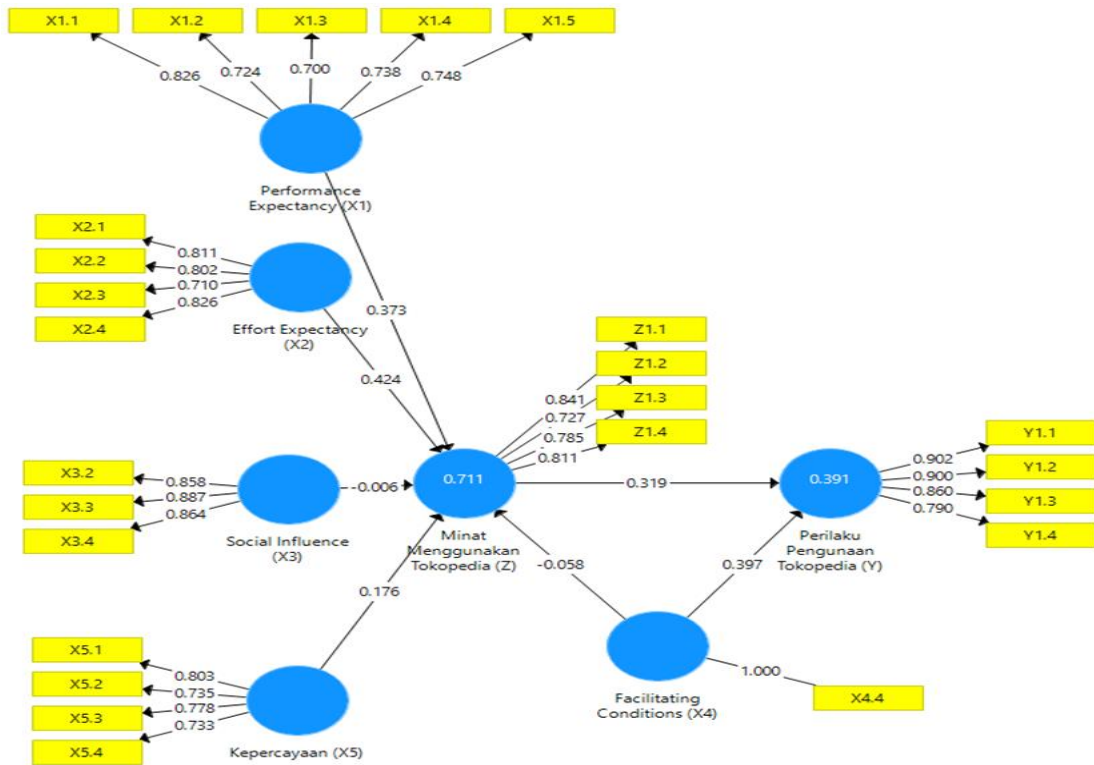 X1.1
X1.2
X1.3
X1.4
X1.5
0.826
0.724
0.700
0.738
0.748
Performance
Expectancy (X1)
X2.1
X2.2
X2.3
X2.4
0.811
0.802
0.710
0.826
Effort Expectancy
(X2)
0.373
0.424
Z1.1
Z1.2
Z1.3
Z1.4
0.841
0.727
0.785
0.811
X3.2
X3.3
X3.4
0.858
0.887
0.864
Social Influence
(X3)
-0.006
0.711
Minat
Menggunakan
Tokopedia (Z)
0.319
0.391
Perilaku
Pengunaan
Tokopedia (Y)
0.902
0.900
0.860
0.790
Y1.1
Y1.2
Y1.3
Y1.4
0.176
-0.058
0.397
X5.1
X5.2
X5.3
X5.4
0.803
0.735
0.778
0.733
Kepercayaan (X5)
Facilitating
Conditions (X4)
1.000
X4.4